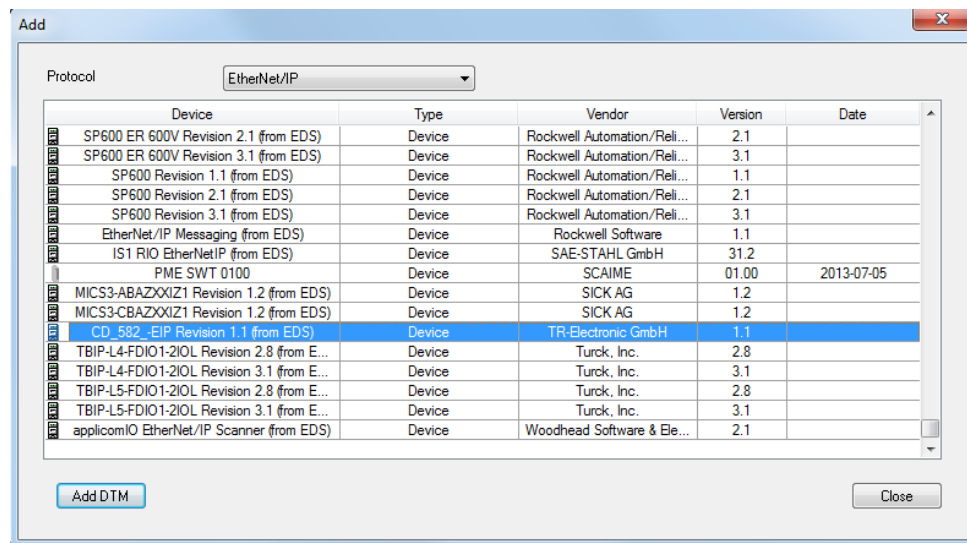 Add
Protocol EtherNet/IP
Device Type Vendor Version Date
SP600 ER 600V Revision 2.1 (from EDS) Device Rockwell Automation/Reli... 2.1
SP600 ER 600V Revision 3.1 (from EDS) Device Rockwell Automation/Reli... 3.1
SP600 Revision 1.1 (from EDS) Device Rockwell Automation/Reli... 1.1
SP600 Revision 2.1 (from EDS) Device Rockwell Automation/Reli... 2.1
SP600 Revision 3.1 (from EDS) Device Rockwell Automation/Reli... 3.1
EtherNet/IP Messaging (from EDS) Device Rockwell Software 1.1
IS1 RIO EtherNetIP (from EDS) Device SAE-STAHL GmbH 31.2
PME SWT 0100 Device SCAIME 01.00 2013-07-05
MICS3-ABAZXXIZ1 Revision 1.2 (from EDS) Device SICK AG 1.2
MICS3-CBAZXXIZ1 Revision 1.2 (from EDS) Device SICK AG 1.2
CD_582_-EIP Revision 1.1 (from EDS) Device TR-Electronic GmbH 1.1
TBIP-L4-FDIO1-2IOL Revision 2.8 (from E... Device Turck, Inc. 2.8
TBIP-L4-FDIO1-2IOL Revision 3.1 (from E... Device Turck, Inc. 3.1
TBIP-L5-FDIO1-2IOL Revision 2.8 (from E... Device Turck, Inc. 2.8
TBIP-L5-FDIO1-2IOL Revision 3.1 (from E... Device Turck, Inc. 3.1
applicomIO EtherNet/IP Scanner (from EDS) Device Woodhead Software & Ele... 2.1
Add DTM Close